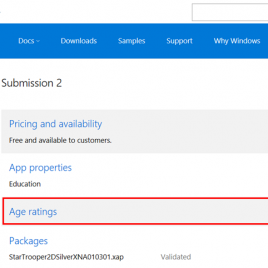 Docs Downloads Samples Support Why Windows
Submission 2
Pricing and availability
Free and available to customers.
App properties
Education
Age ratings
Packages
StarTrooper2DSilverXNA010301.xap Validated